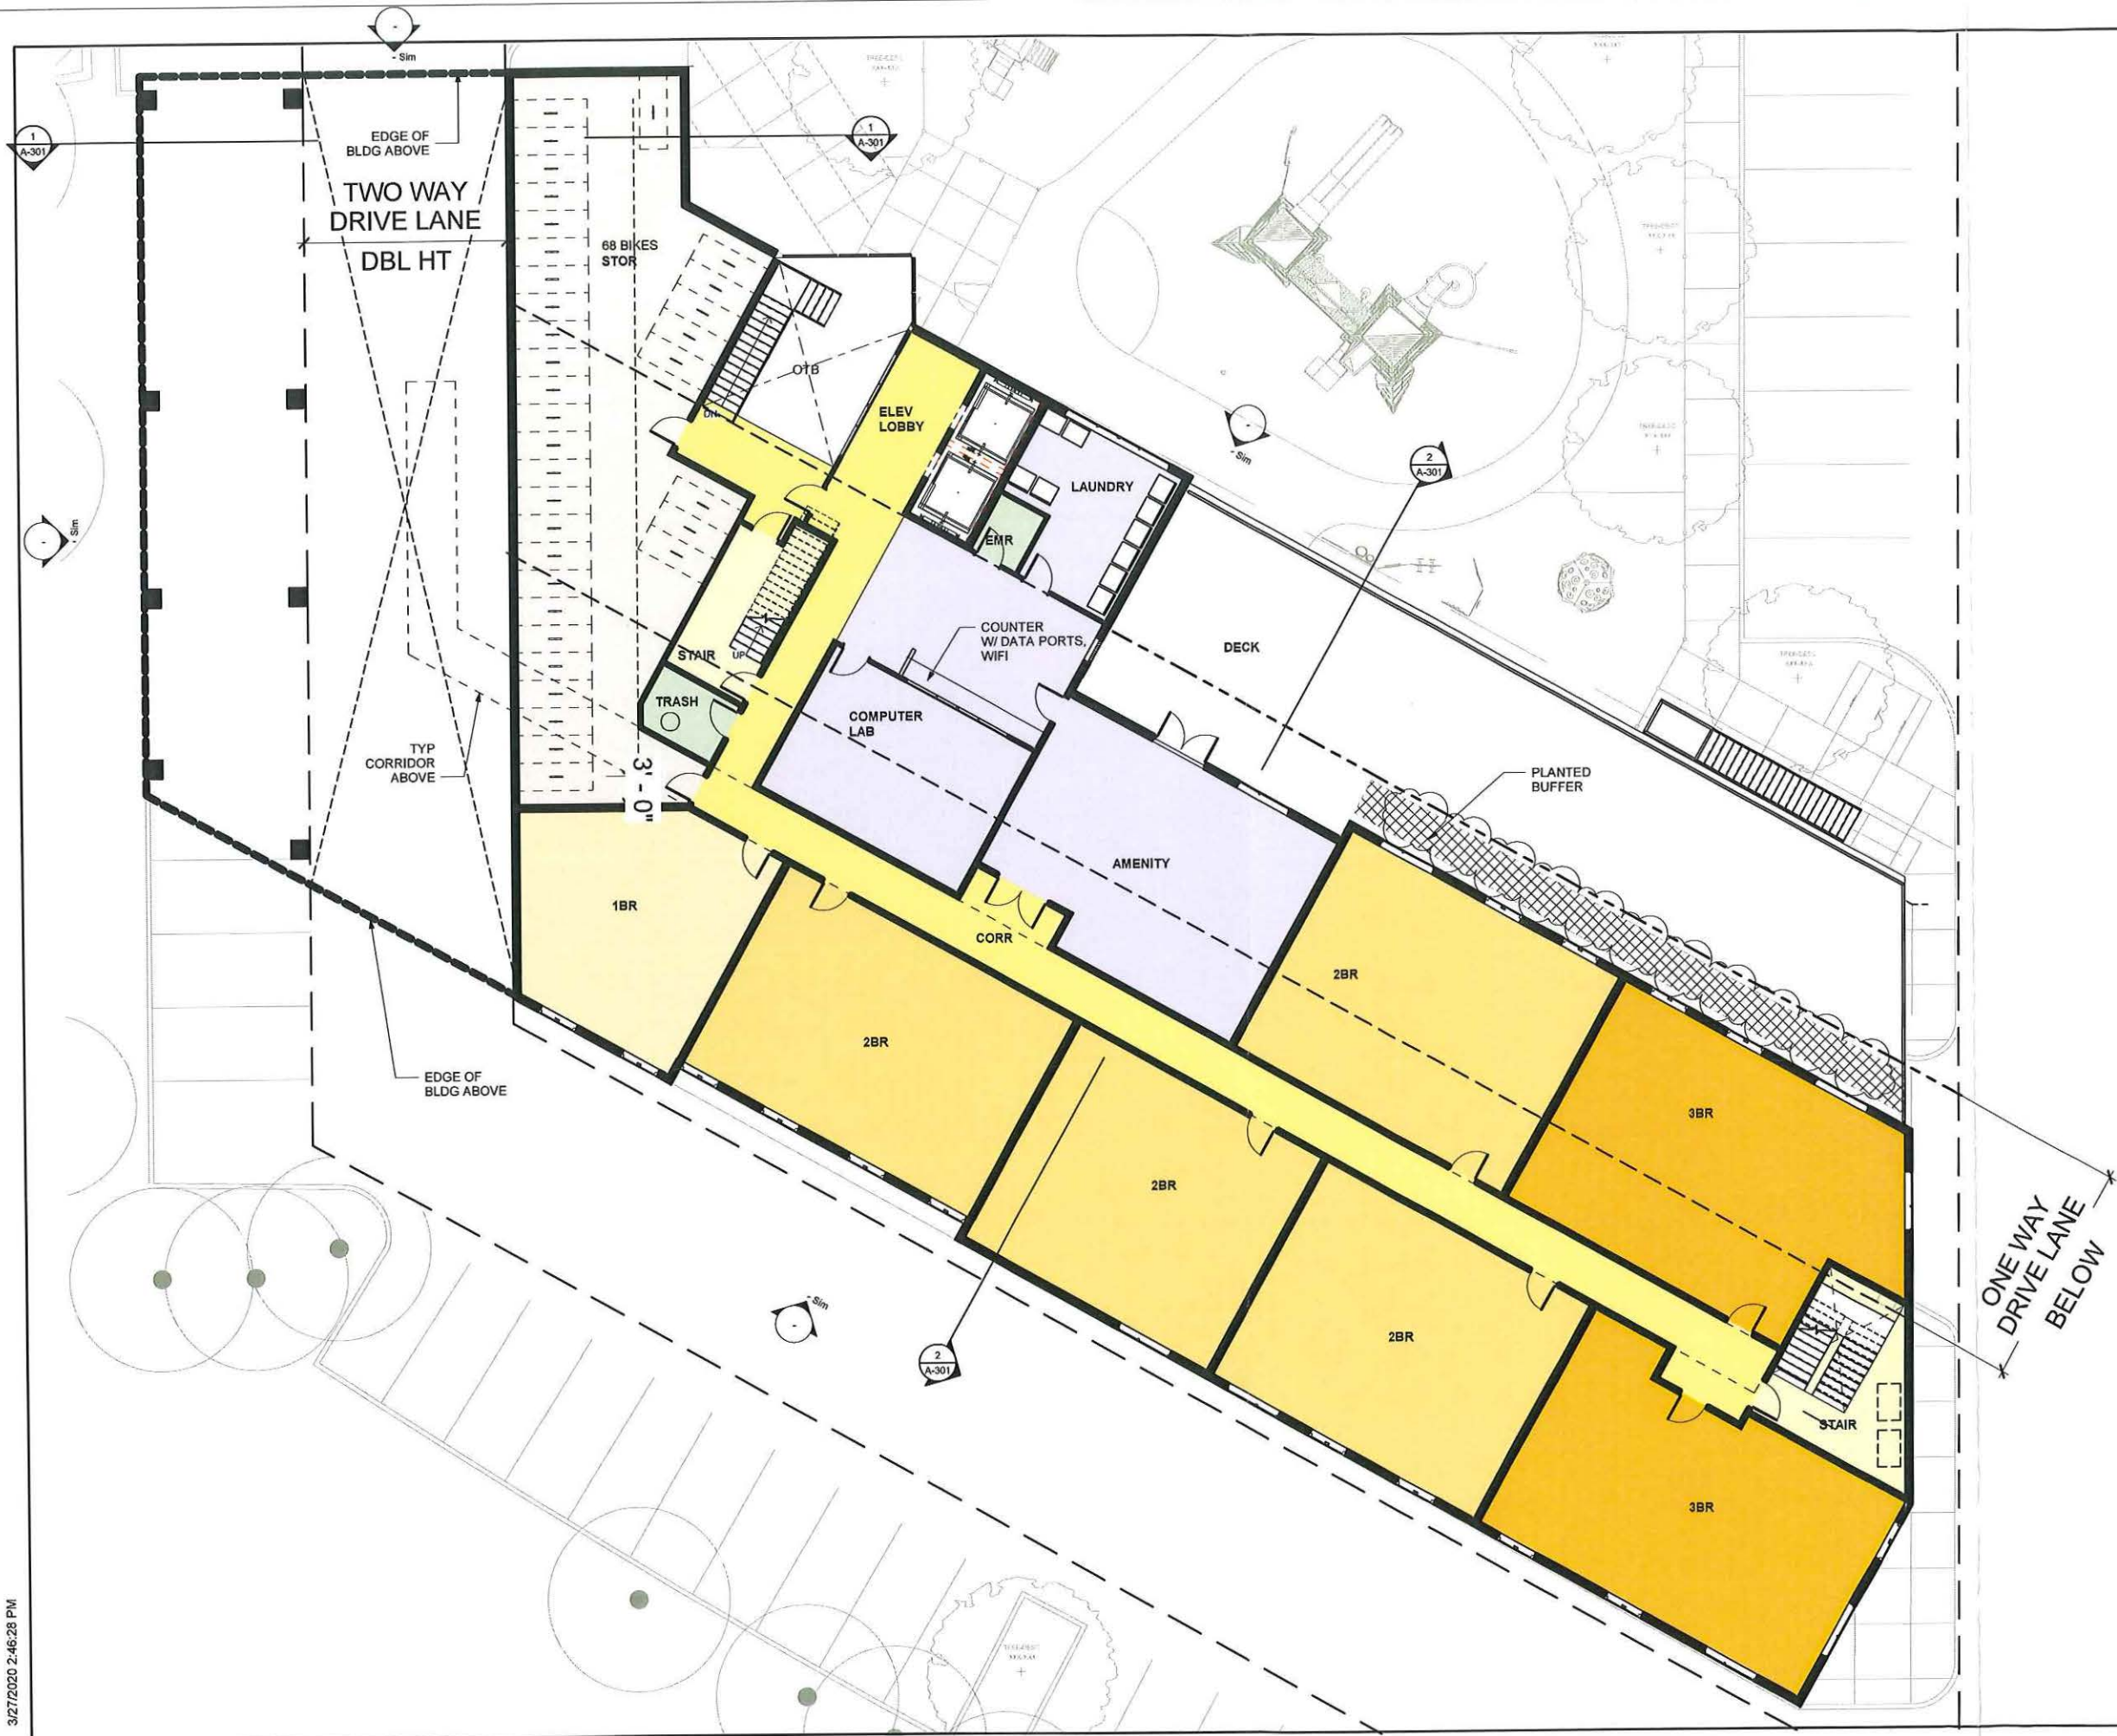 -
- Sim
1
A-301
EDGE OF
BLDG ABOVE
1
A-301
TWO WAY
DRIVE LANE
DBL HT
68 BIKES
STOR
OTB
DN
ELEV
LOBBY
-
- Sim
2
A-301
LAUNDRY
EMR
-
- Sim
COUNTER
W/ DATA PORTS,
WIFI
DECK
STAIR
UP
TRASH
COMPUTER
LAB
TYP
CORRIDOR
ABOVE
3' - 0"
PLANTED
BUFFER
AMENITY
1BR
CORR
2BR
2BR
EDGE OF
BLDG ABOVE
3BR
2BR
ONE WAY
DRIVE LANE
BELOW
-
- Sim
2BR
2
A-301
STAIR
3BR
3/27/2020 2:46:28 PM